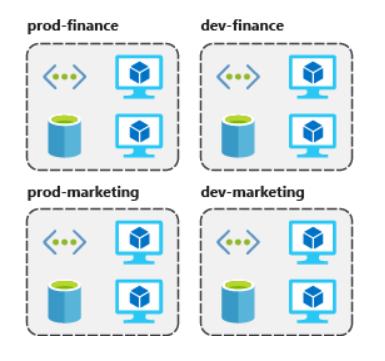 prod-finance
dev-finance
prod-marketing
dev-marketing